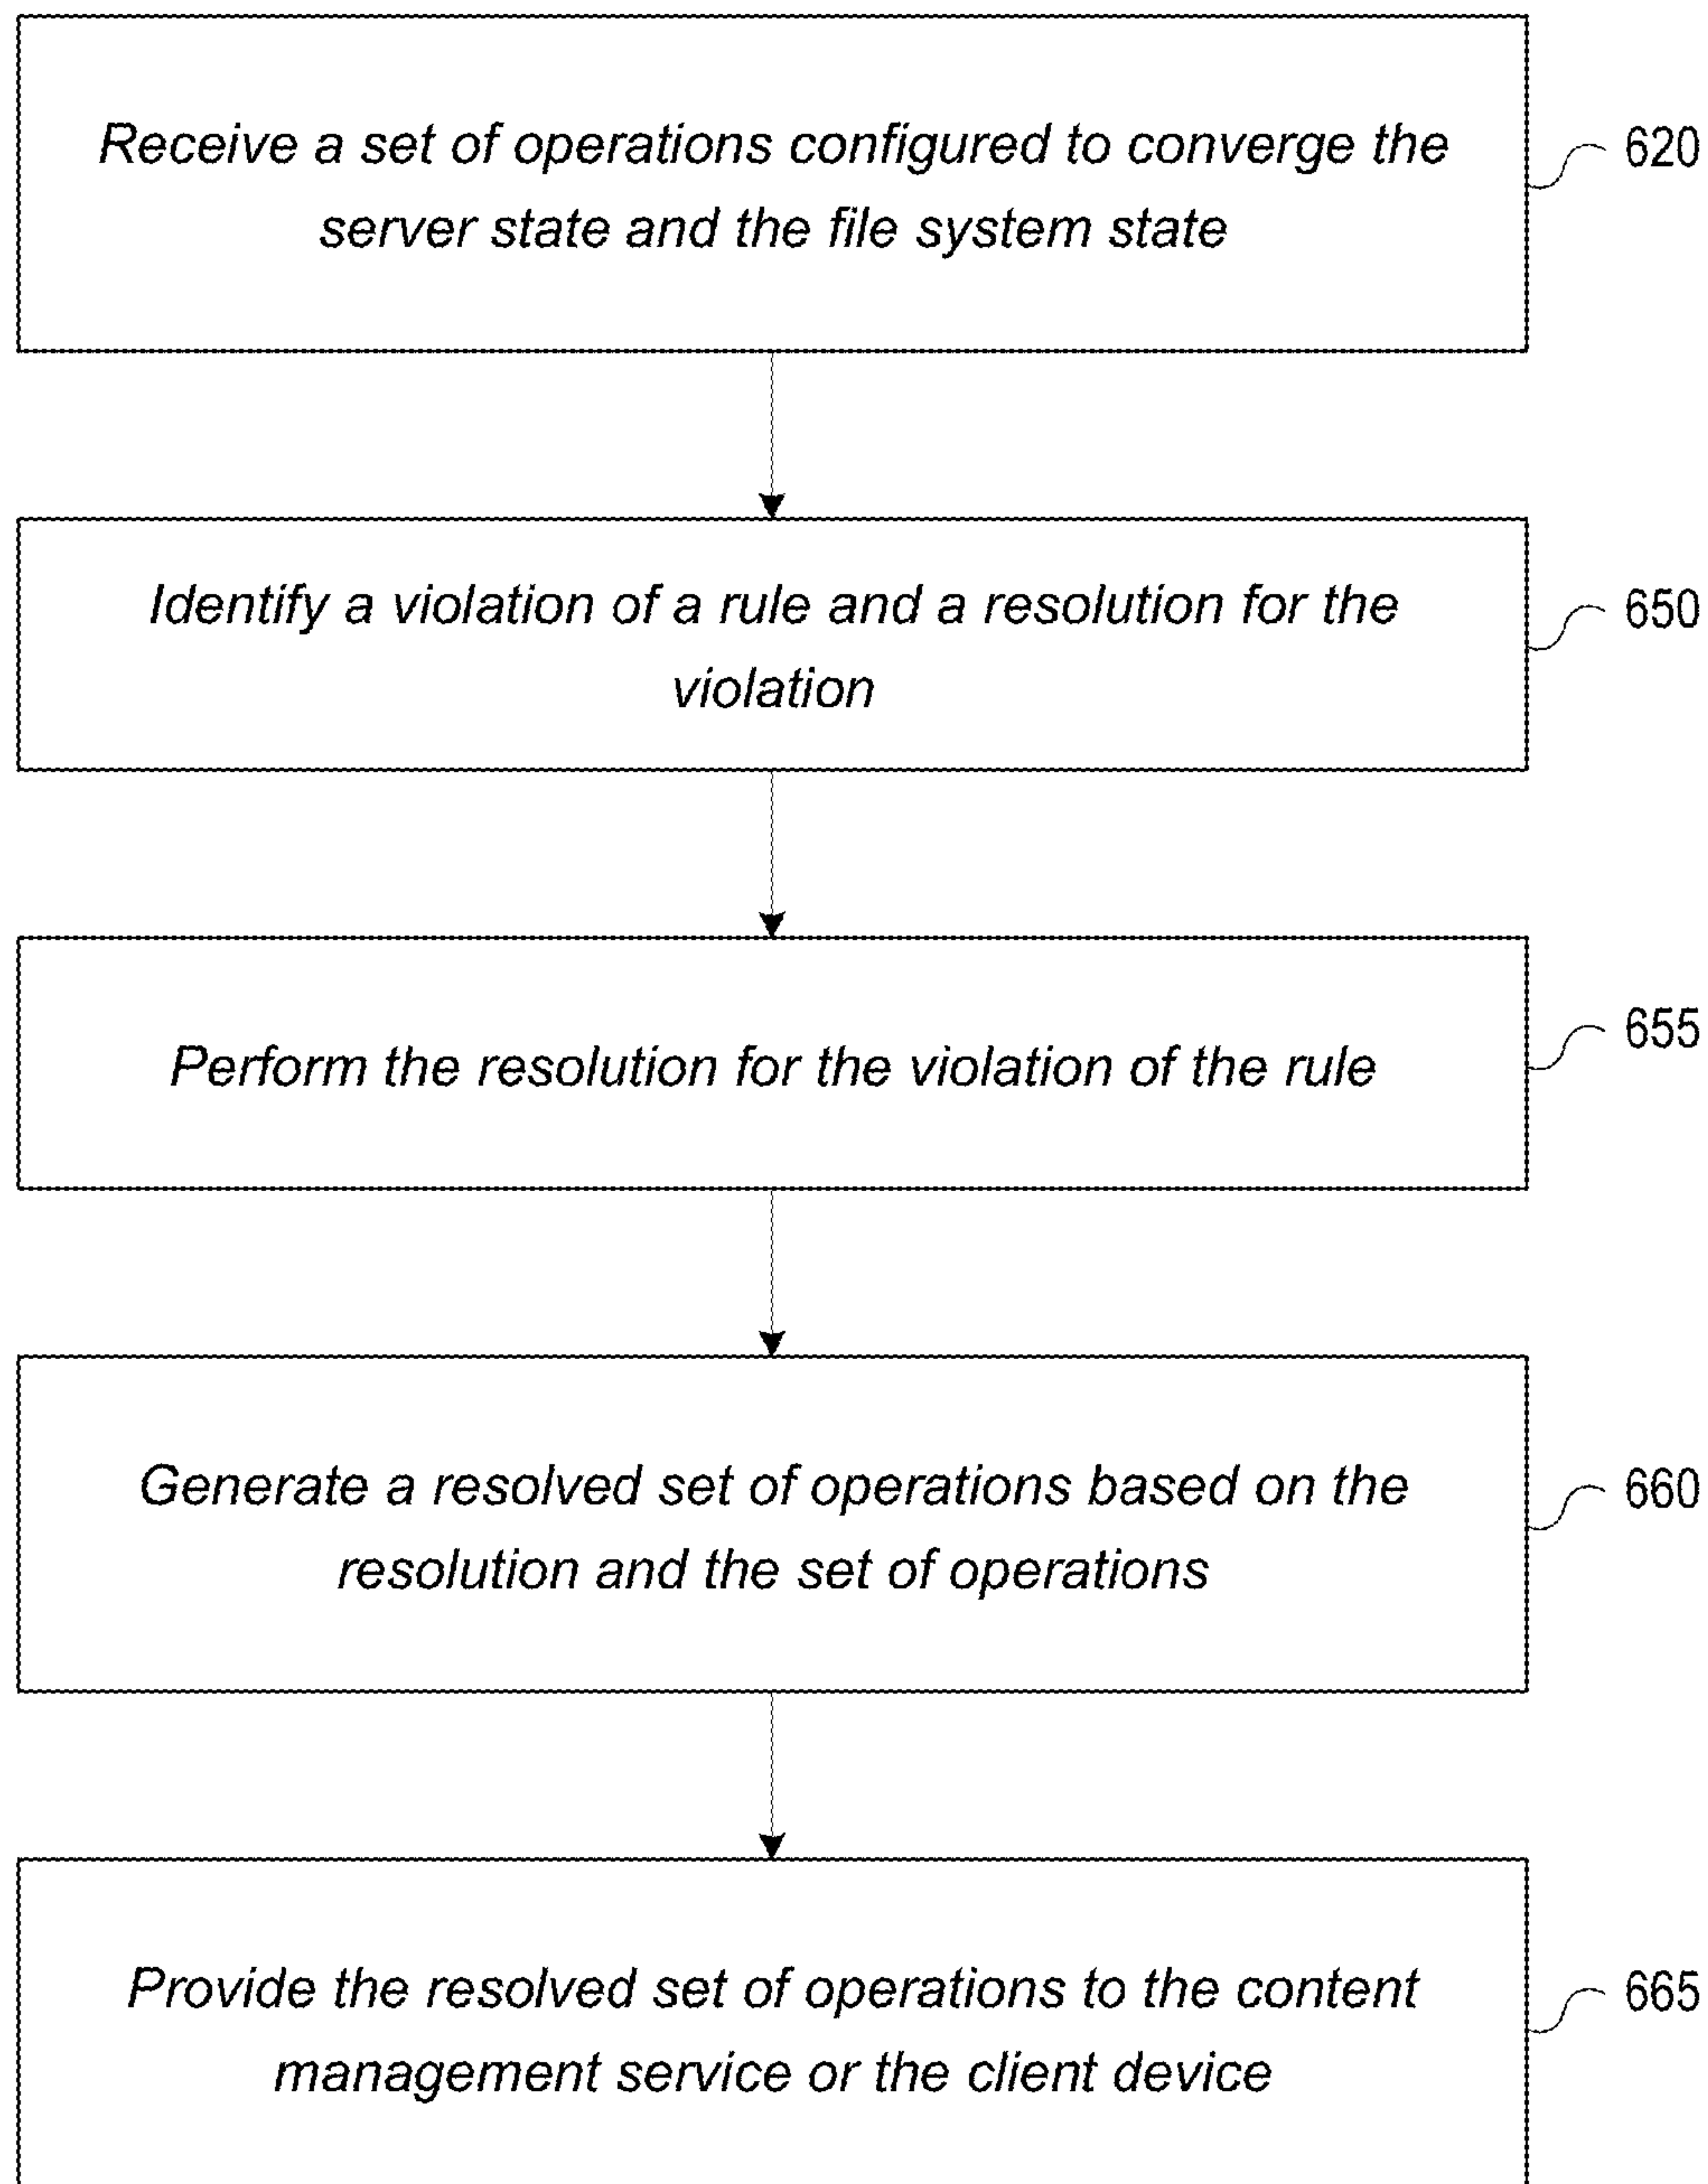 Receive a set of operations configured to converge the
server state and the file system state
620
Identify a violation of a rule and a resolution for the
violation
650
Perform the resolution for the violation of the rule
655
Generate a resolved set of operations based on the
resolution and the set of operations
660
Provide the resolved set of operations to the content
management service or the client device
665